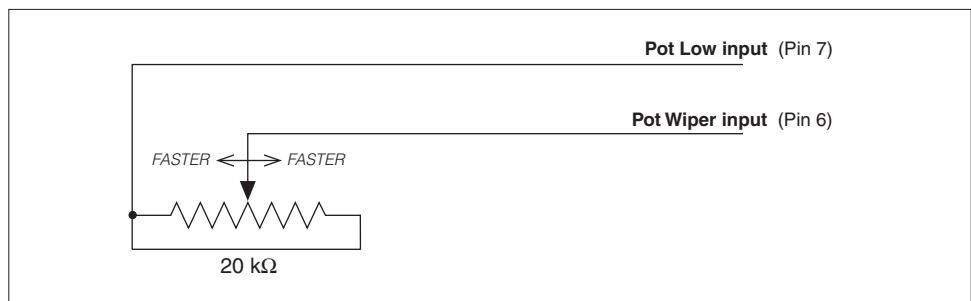 Pot Low input (Pin 7)
Pot Wiper input (Pin 6)
FASTER FASTER
20 kΩ